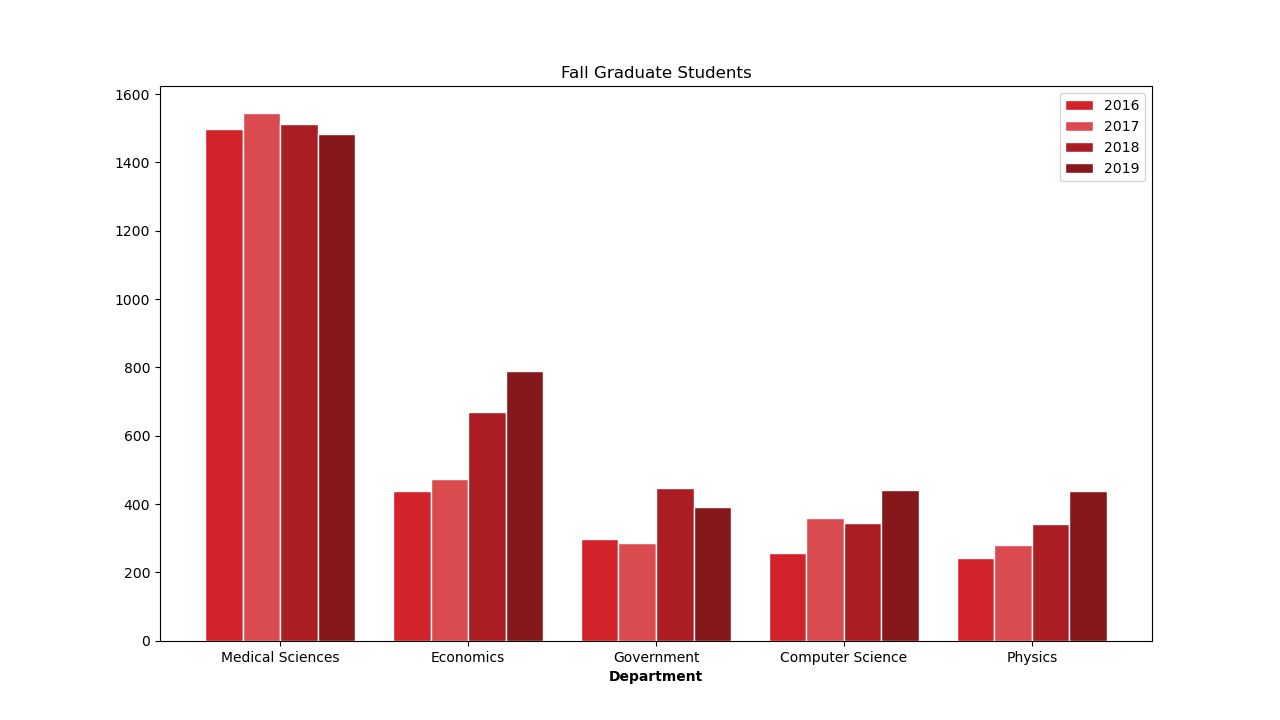 Fall Graduate Students
1600
1400
1200
1000
800
600
400
200
0
2016
2017
2018
2019
Medical Sciences
Economics
Government
Computer Science
Physics
Department